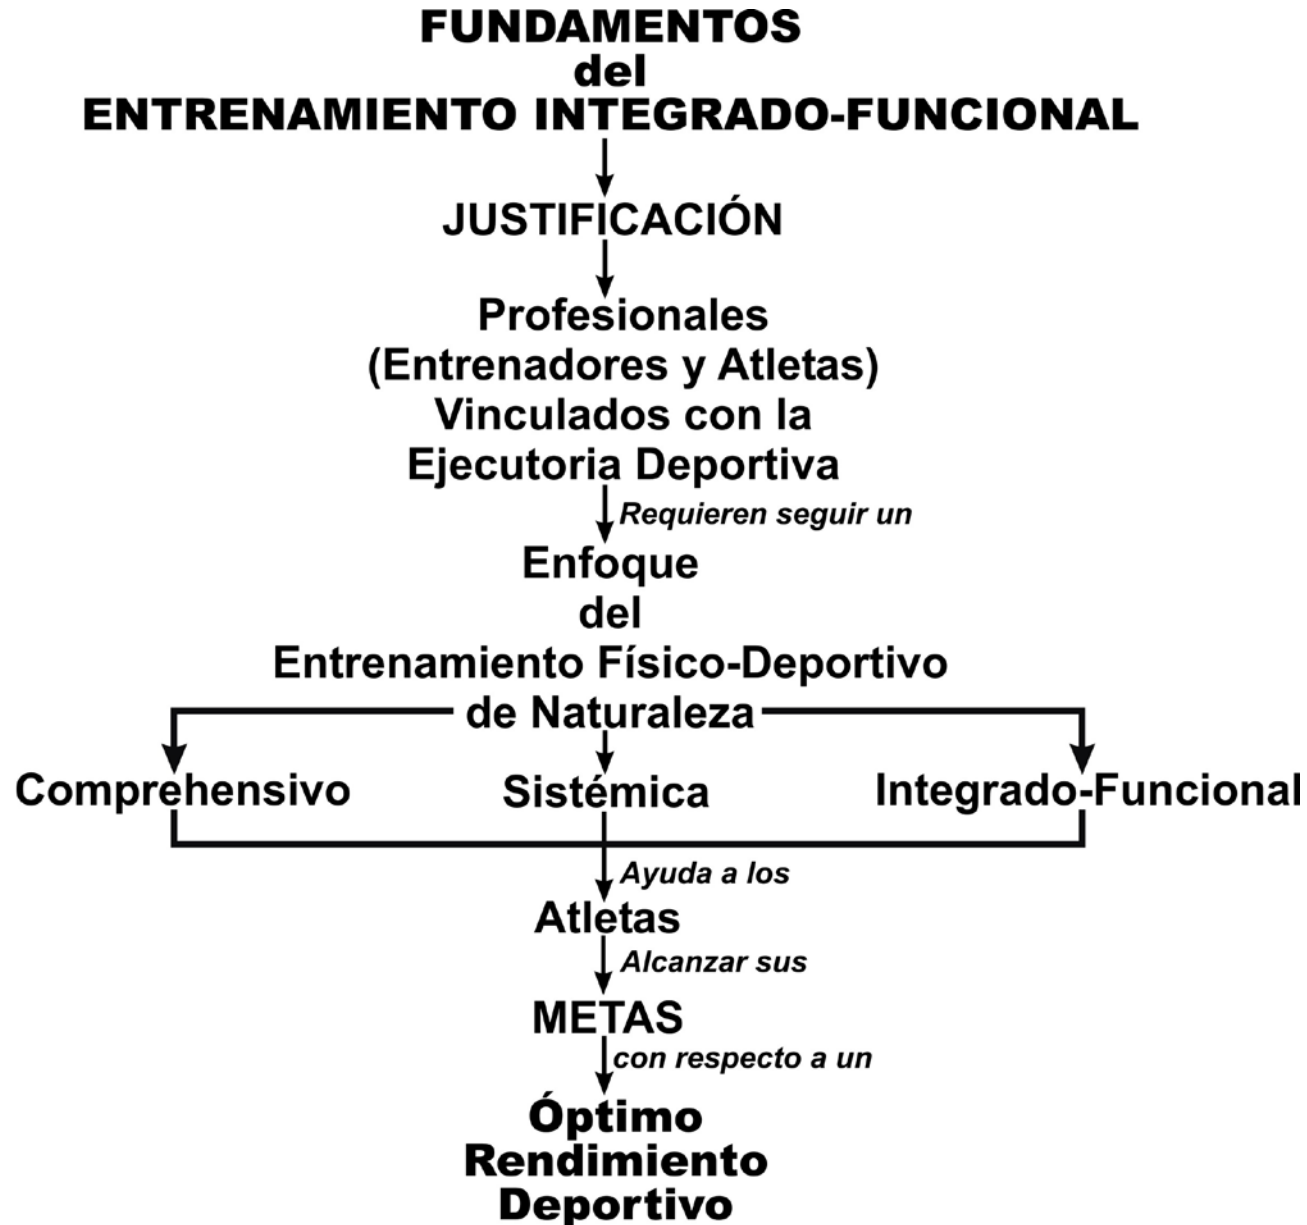 FUNDAMENTOS
del
ENTRENAMIENTO INTEGRADO-FUNCIONAL
JUSTIFICACIÓN
Profesionales
(Entrenadores y Atletas)
Vinculados con la
Ejecutoria Deportiva
Requieren seguir un
Enfoque
del
Entrenamiento Físico-Deportivo
de Naturaleza
Comprehensivo
Sistémica
Integrado-Funcional
Ayuda a los
Atletas
Alcanzar sus
METAS
con respecto a un
Óptimo
Rendimiento
Deportivo